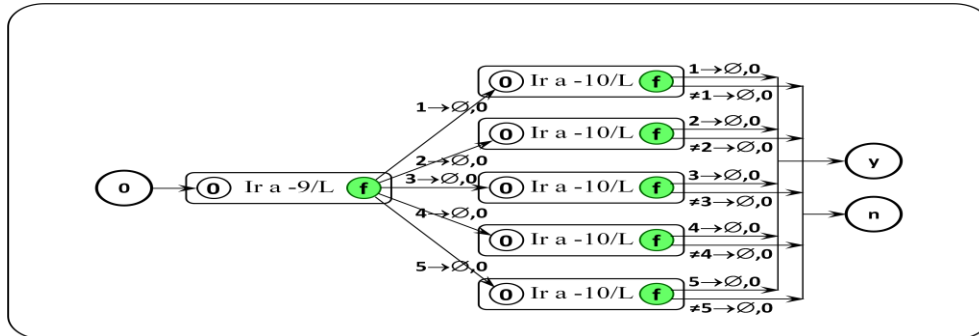 0 Ir a -10/L f 1→∅,0
≠1→∅,0
1→∅,0
0 Ir a -10/L f 2→∅,0
≠2→∅,0
2→∅,0
y
0 0 Ir a -9/L f 3→∅,0 0 Ir a -10/L f 3→∅,0
≠3→∅,0
n
4→∅,0
0 Ir a -10/L f 4→∅,0
≠4→∅,0
5→∅,0
0 Ir a -10/L f 5→∅,0
≠5→∅,0